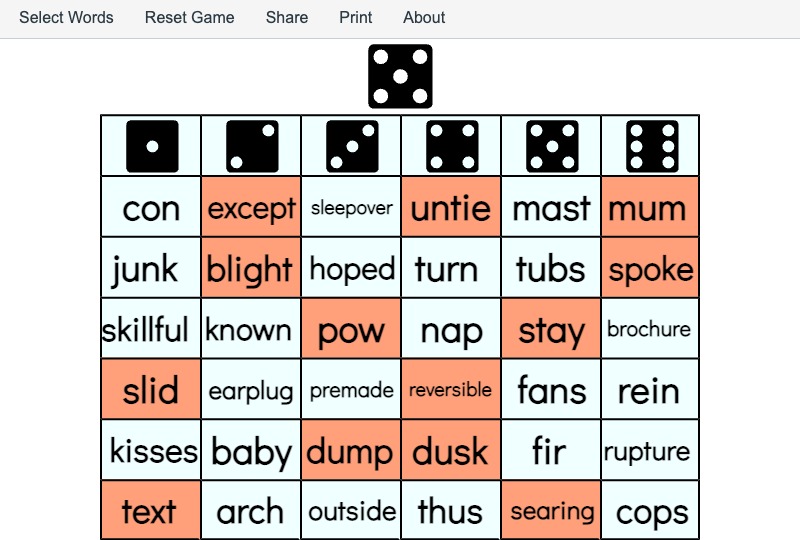 Select Words Reset Game Share Print About
con except sleepover untie mast mum
junk blight hoped turn tubs spoke
skillful known pow nap stay brochure
slid earplug premade reversible fans rein
kisses baby dump dusk fir rupture
text arch outside thus searing cops